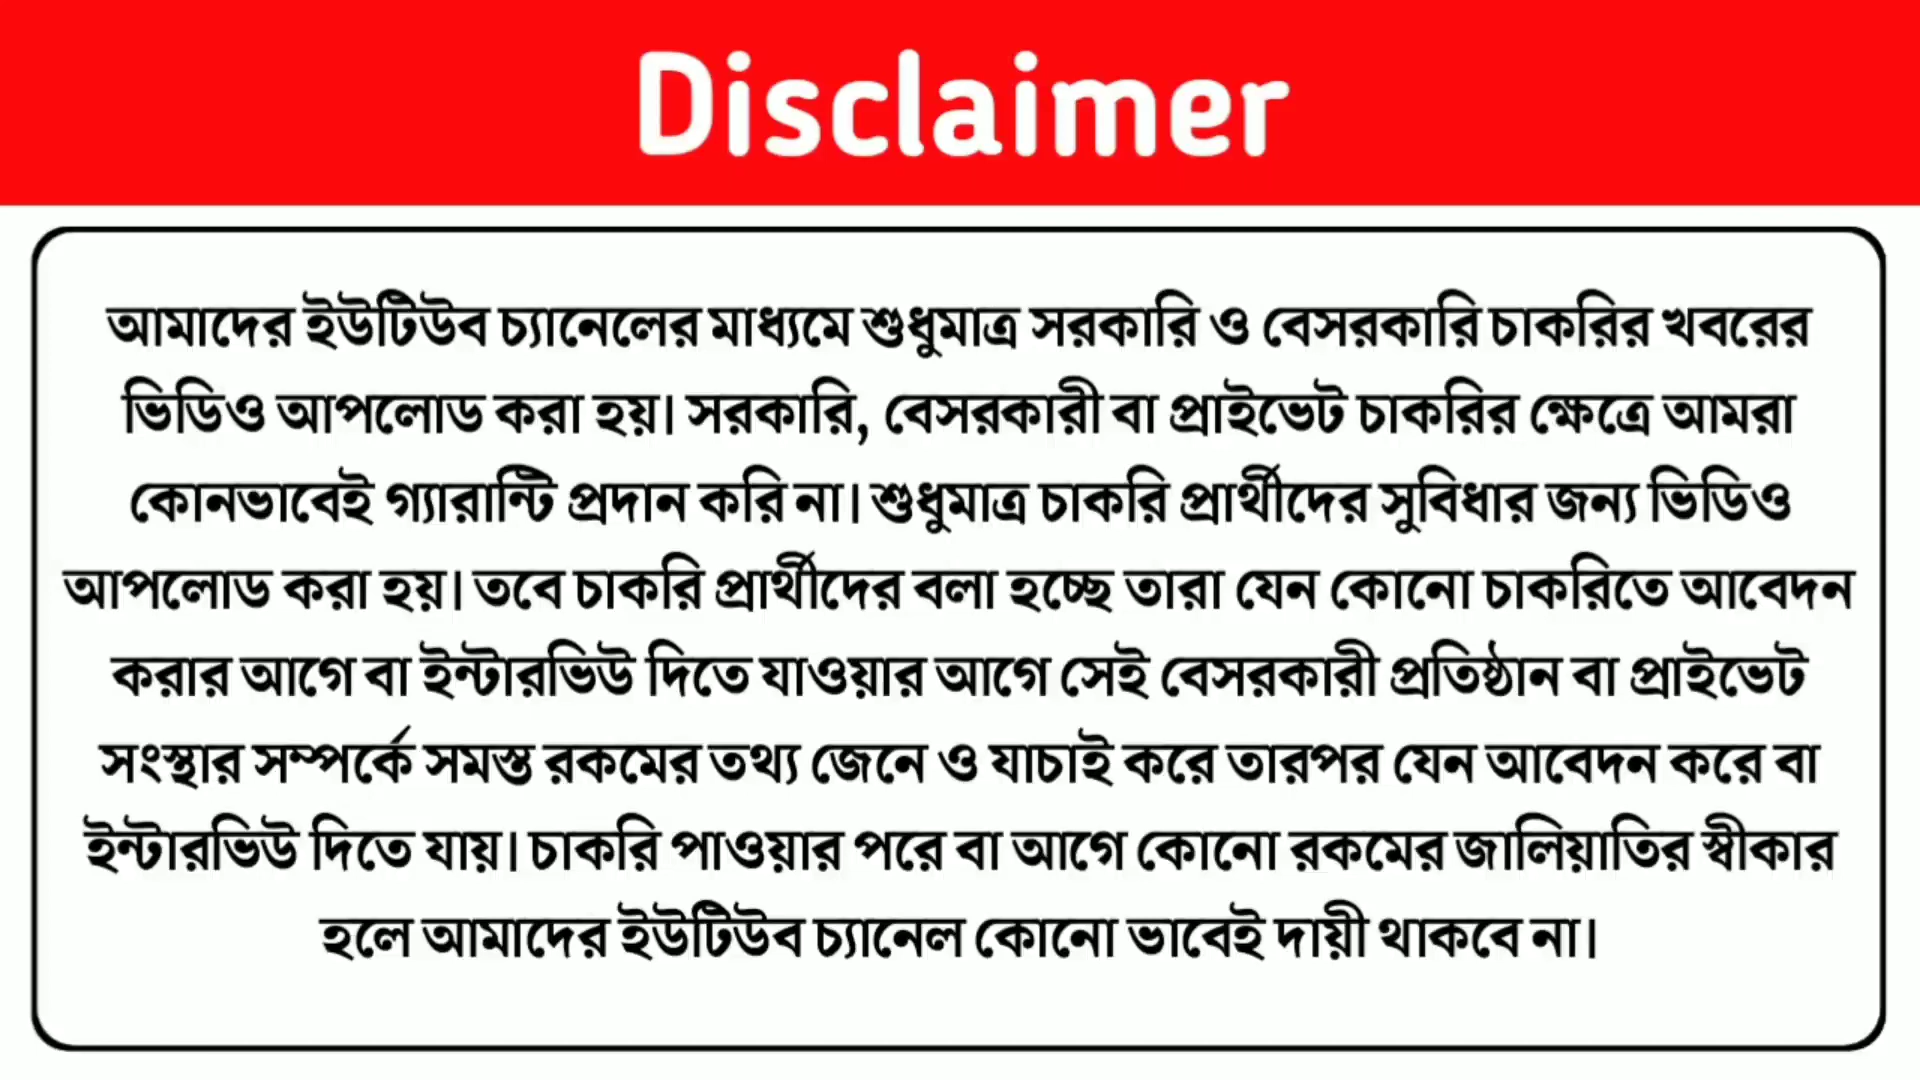 Disclaimer
আমাদের ইউটিউব চ্যানেলের মাধ্যমে শুধুমাত্র সরকারি ও বেসরকারি চাকরির খবরের
ভিডিও আপলোড করা হয়। সরকারি, বেসরকারী বা প্রাইভেট চাকরির ক্ষেত্রে আমরা
কোনভাবেই গ্যারান্টি প্রদান করি না। শুধুমাত্র চাকরি প্রার্থীদের সুবিধার জন্য ভিডিও
আপলোড করা হয়। তবে চাকরি প্রার্থীদের বলা হচ্ছে তারা যেন কোনো চাকরিতে আবেদন
করার আগে বা ইন্টারভিউ দিতে যাওয়ার আগে সেই বেসরকারী প্রতিষ্ঠান বা প্রাইভেট
সংস্থার সম্পর্কে সমস্ত রকমের তথ্য জেনে ও যাচাই করে তারপর যেন আবেদন করে বা
ইন্টারভিউ দিতে যায়। চাকরি পাওয়ার পরে বা আগে কোনো রকমের জালিয়াতির স্বীকার
হলে আমাদের ইউটিউব চ্যানেল কোনো ভাবেই দায়ী থাকবে না।